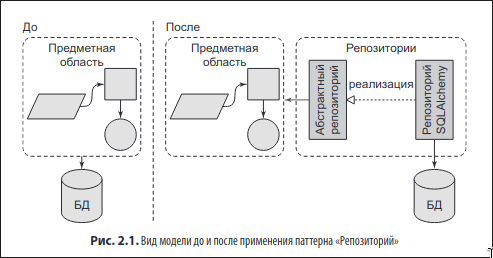 До
После
Предметная
область
Предметная
область
Репозитории
Абстрактный
репозиторий
реализация
Репозиторий
SQLAlchemy
БД
БД
Рис. 2.1. Вид модели до и после применения паттерна «Репозиторий»